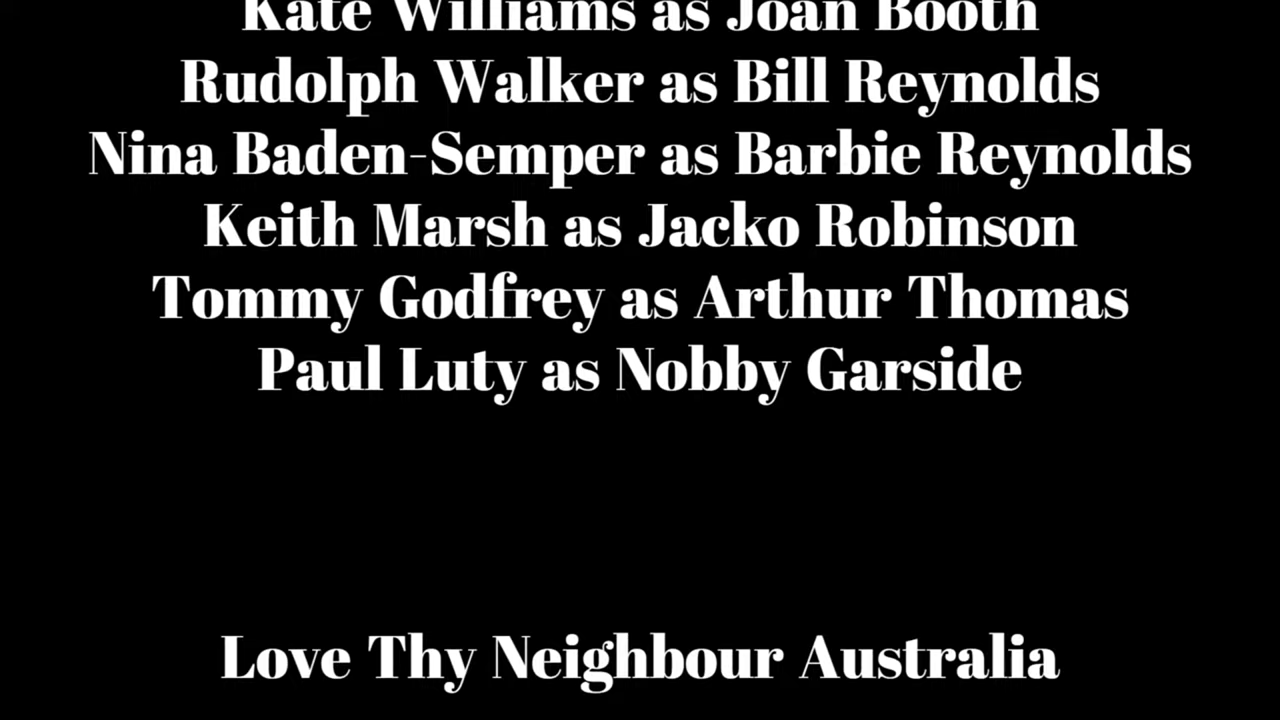 Kate Williams as Joan Booth
Rudolph Walker as Bill Reynolds
Nina Baden-Semper as Barbie Reynolds
Keith Marsh as Jacko Robinson
Tommy Godfrey as Arthur Thomas
Paul Luty as Nobby Garside
Love Thy Neighbour Australia